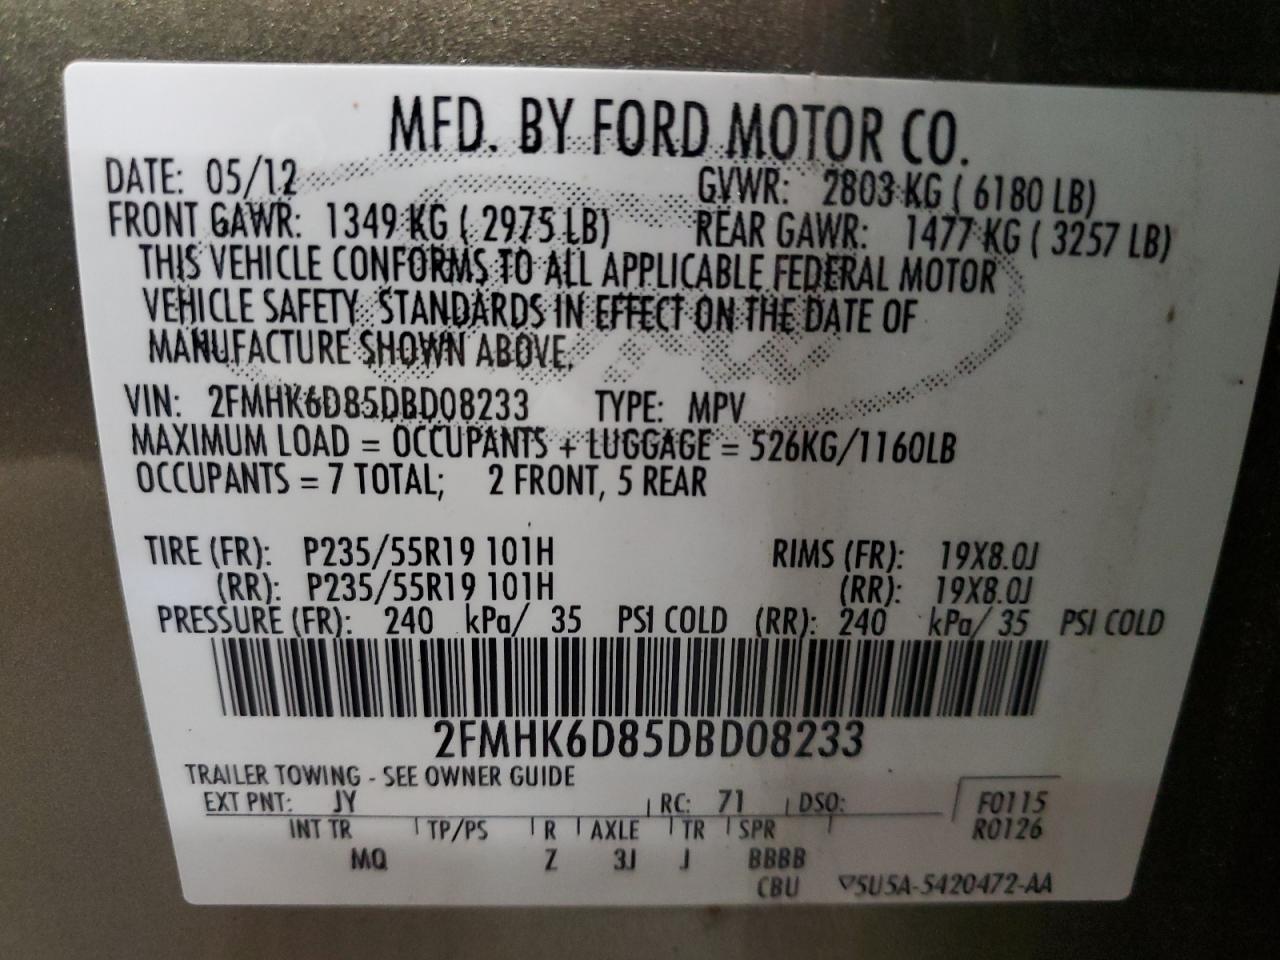 MFD. BY FORD MOTOR CO.
DATE: 05/12 GVWR: 2803 KG ( 6180 LB)
FRONT GAWR: 1349 KG ( 2975 LB) REAR GAWR: 1477 KG ( 3257 LB)
THIS VEHICLE CONFORMS TO ALL APPLICABLE FEDERAL MOTOR
VEHICLE SAFETY STANDARDS IN EFFECT ON THE DATE OF
MANUFACTURE SHOWN ABOVE.
VIN: 2FMHK6D85DBD08233 TYPE: MPV
MAXIMUM LOAD = OCCUPANTS + LUGGAGE = 526KG/1160LB
OCCUPANTS = 7 TOTAL; 2 FRONT, 5 REAR
TIRE (FR): P235/55R19 101H RIMS (FR): 19X8.0J
(RR): P235/55R19 101H (RR): 19X8.0J
PRESSURE (FR): 240 kPa/ 35 PSI COLD (RR): 240 kPa/ 35 PSI COLD
2FMHK6D85DBD08233
TRAILER TOWING - SEE OWNER GUIDE
EXT PNT: JY RC: 71 DSO: F0115
INT TR TP/PS R AXLE TR SPR R0126
MQ Z 3J J BBBB
CBU ▽5U5A-5420472-AA